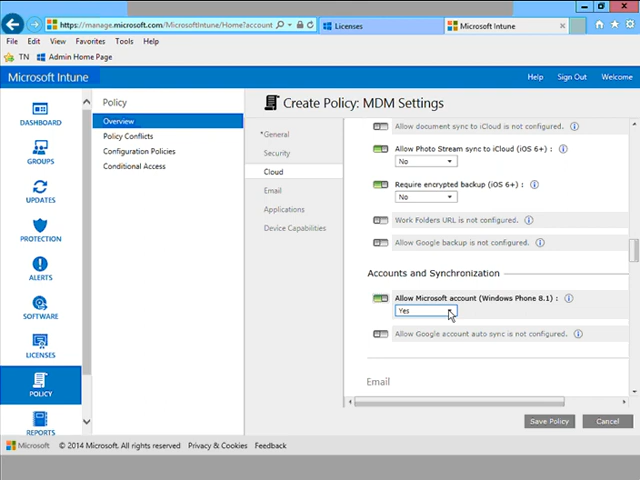 https://manage.microsoft.com/MicrosoftIntune/Home?account
Licenses
Microsoft Intune
File Edit View Favorites Tools Help
TN Admin Home Page
Microsoft Intune
Help Sign Out Welcome
DASHBOARD
GROUPS
UPDATES
PROTECTION
ALERTS
SOFTWARE
LICENSES
POLICY
REPORTS
Policy
Overview
Policy Conflicts
Configuration Policies
Conditional Access
Create Policy: MDM Settings
*General
Security
Cloud
Email
Applications
Device Capabilities
Allow document sync to iCloud is not configured.
Allow Photo Stream sync to iCloud (iOS 6+) :
No
Require encrypted backup (iOS 6+) :
No
Work Folders URL is not configured.
Allow Google backup is not configured.
Accounts and Synchronization
Allow Microsoft account (Windows Phone 8.1) :
Yes
Allow Google account auto sync is not configured.
Email
Save Policy Cancel
Microsoft © 2014 Microsoft. All rights reserved Privacy & Cookies Feedback